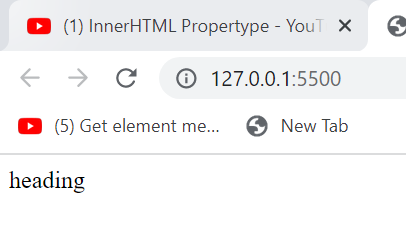 (1) InnerHTML Propertype - YouT
127.0.0.1:5500
(5) Get element me... New Tab
heading